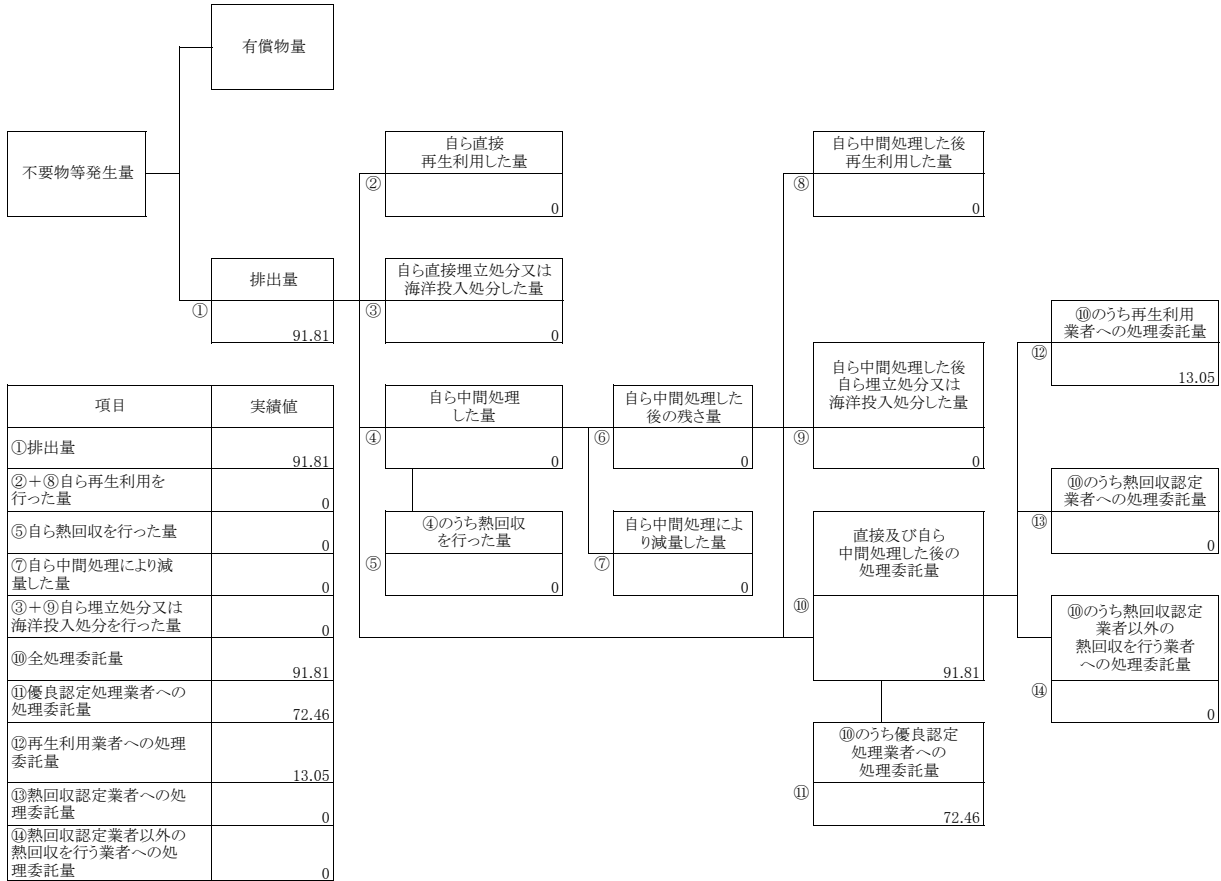 有償物量
不要物等発生量
自ら直接
再生利用した量
②
0
自ら中間処理した後
再生利用した量
⑧
0
排出量
①
91.81
自ら直接埋立処分又は
海洋投入処分した量
③
0
⑩のうち再生利用
業者への処理委託量
⑫
13.05
自ら中間処理した後
自ら埋立処分又は
海洋投入処分した量
⑨
0
自ら中間処理
した量
④
0
自ら中間処理した
後の残さ量
⑥
0
⑩のうち熱回収認定
業者への処理委託量
⑬
0
④のうち熱回収
を行った量
⑤
0
自ら中間処理によ
り減量した量
⑦
0
直接及び自ら
中間処理した後の
処理委託量
⑩
91.81
⑩のうち熱回収認定
業者以外の
熱回収を行う業者
への処理委託量
⑭
0
⑩のうち優良認定
処理業者への
処理委託量
⑪
72.46
項目 実績値
①排出量
91.81
②＋⑧自ら再生利用を
行った量
0
⑤自ら熱回収を行った量
0
⑦自ら中間処理により減
量した量
0
③＋⑨自ら埋立処分又は
海洋投入処分を行った量
0
⑩全処理委託量
91.81
⑪優良認定処理業者への
処理委託量
72.46
⑫再生利用業者への処理
委託量
13.05
⑬熱回収認定業者への処
理委託量
0
⑭熱回収認定業者以外の
熱回収を行う業者への処
理委託量
0